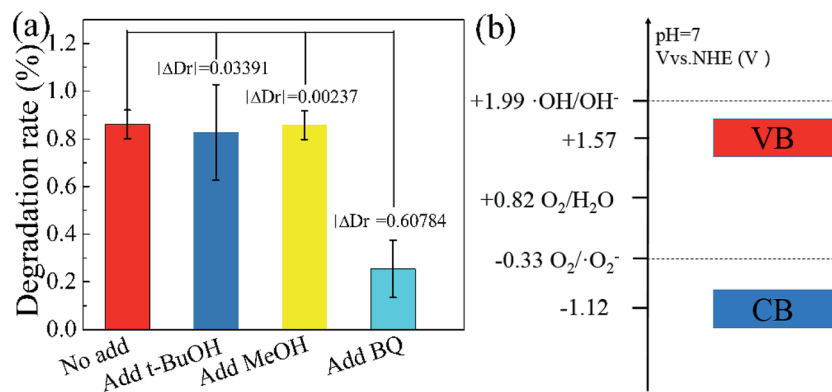 (a)
Degradation rate (%)
1.2
1.0
0.8
0.6
0.4
0.2
0.0
|ΔDr|=0.03391
|ΔDr|=0.00237
|ΔDr =0.60784
No add
Add t-BuOH
Add MeOH
Add BQ
(b)
pH=7
Vvs.NHE (V )
+1.99 ·OH/OH⁻
+1.57
+0.82 O₂/H₂O
-0.33 O₂/·O₂⁻
-1.12
VB
CB